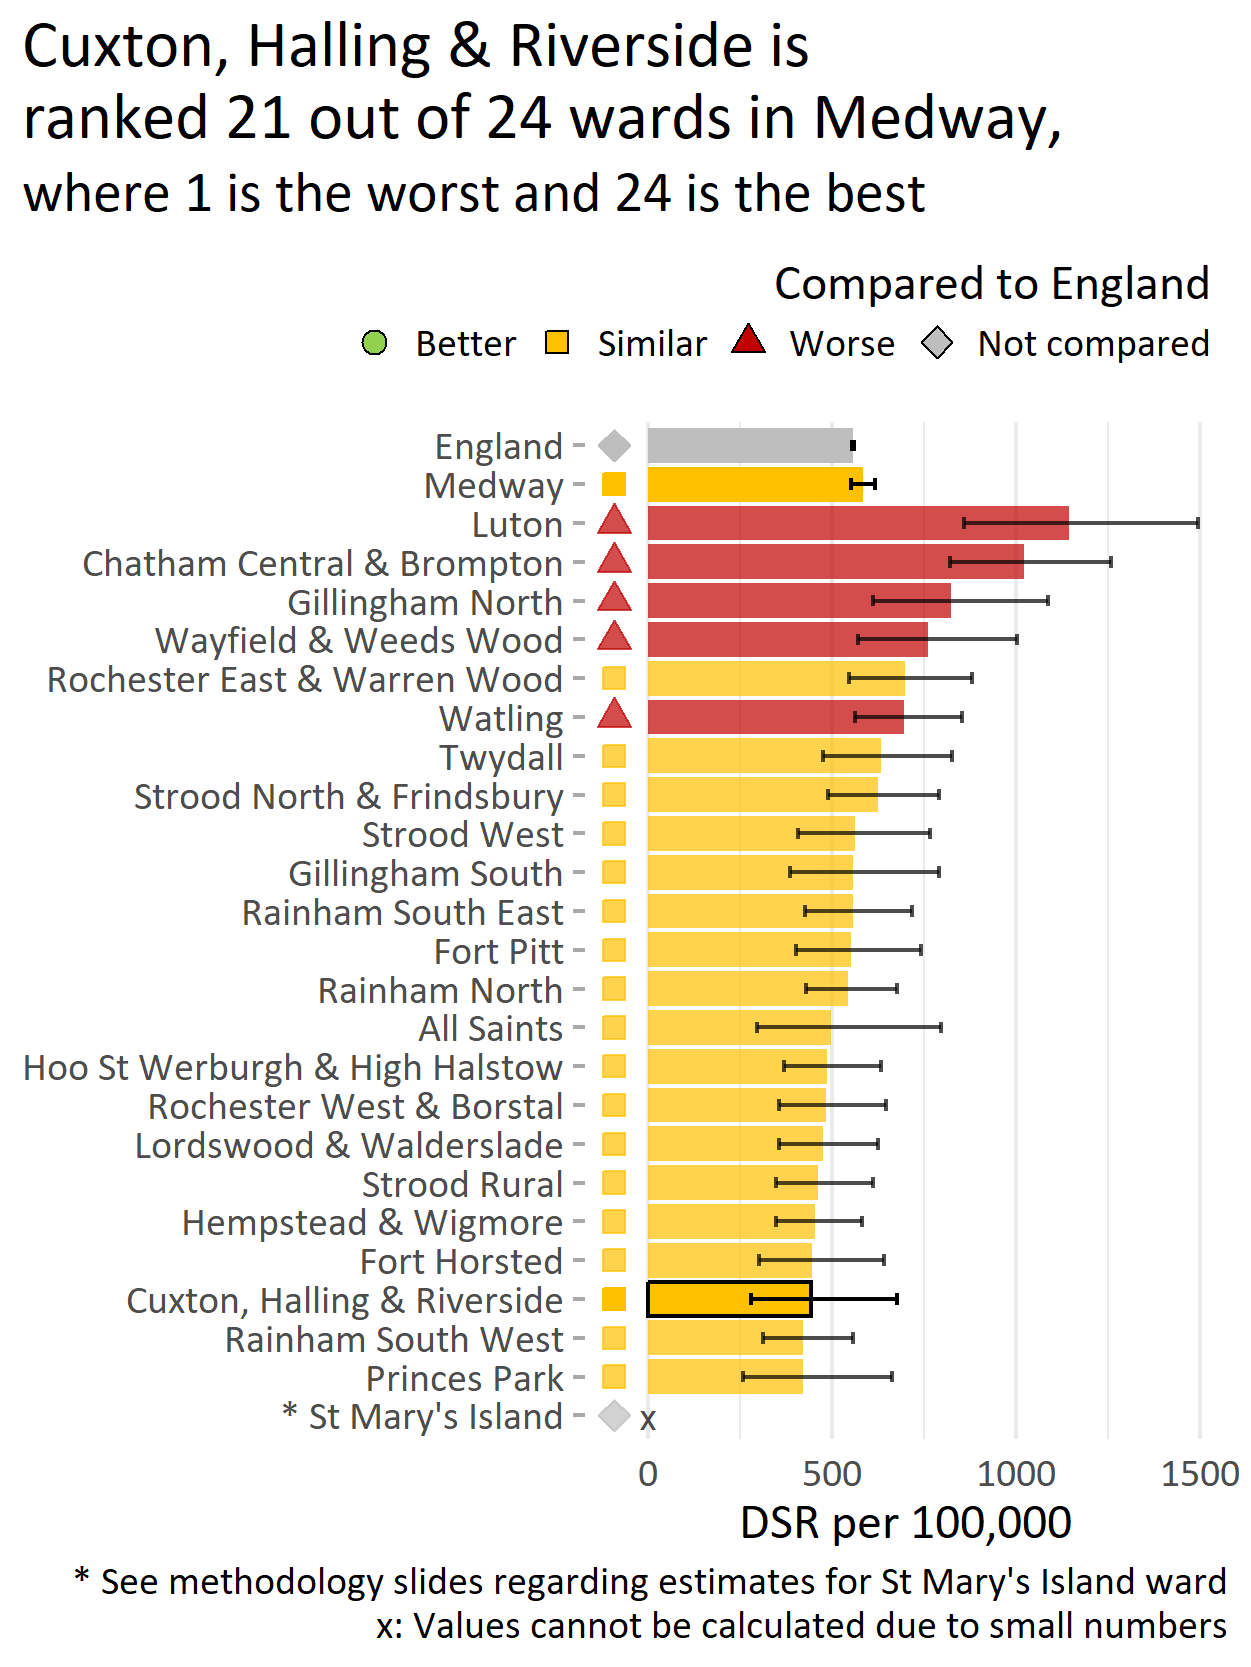 Cuxton, Halling & Riverside is
ranked 21 out of 24 wards in Medway,
where 1 is the worst and 24 is the best
Compared to England
Better Similar Worse Not compared
England
Medway
Luton
Chatham Central & Brompton
Gillingham North
Wayfield & Weeds Wood
Rochester East & Warren Wood
Watling
Twydall
Strood North & Frindsbury
Strood West
Gillingham South
Rainham South East
Fort Pitt
Rainham North
All Saints
Hoo St Werburgh & High Halstow
Rochester West & Borstal
Lordswood & Walderslade
Strood Rural
Hempstead & Wigmore
Fort Horsted
Cuxton, Halling & Riverside
Rainham South West
Princes Park
* St Mary's Island x
0 500 1000 1500
DSR per 100,000
* See methodology slides regarding estimates for St Mary's Island ward
x: Values cannot be calculated due to small numbers